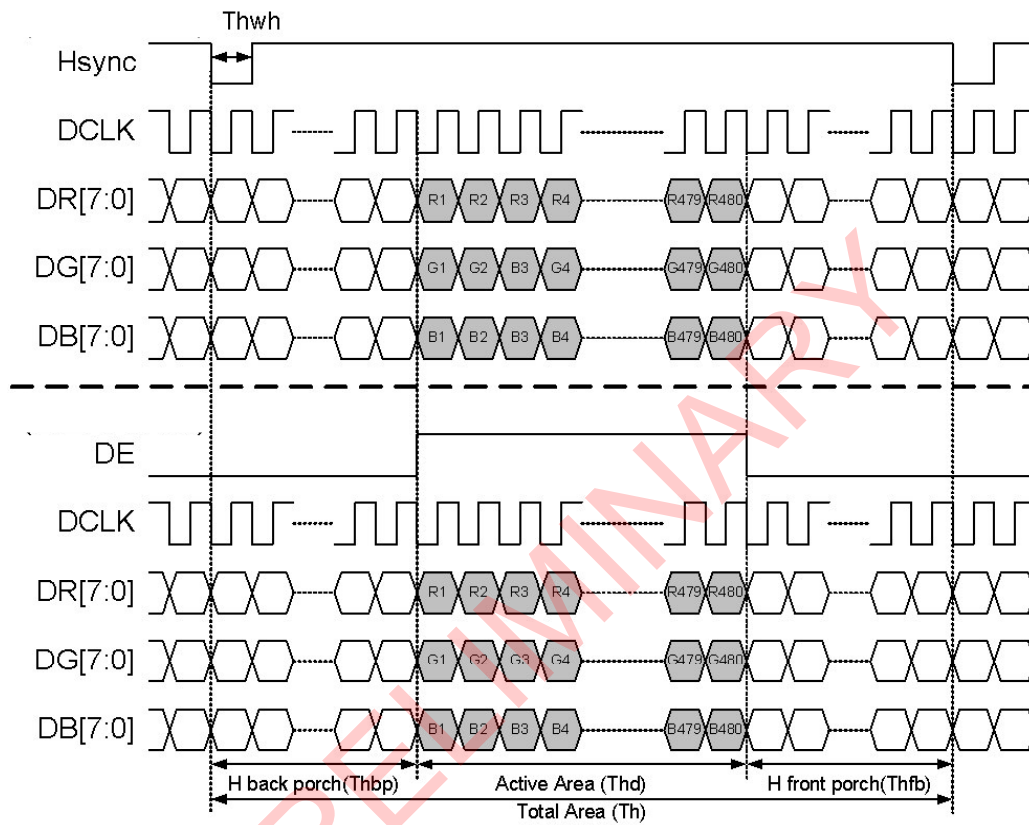 Thwh
Hsync
DCLK
DR[7:0] R1 R2 R3 R4 R479 R480
DG[7:0] G1 G2 B3 G4 G479 G480
DB[7:0] B1 B2 B3 B4 B479 B480
DE
DCLK
DR[7:0] R1 R2 R3 R4 R479 R480
DG[7:0] G1 G2 G3 G4 G479 G480
DB[7:0] B1 B2 B3 B4 B479 B480
H back porch(Thbp) Active Area (Thd) H front porch(Thfb)
Total Area (Th)
PRELIMINARY